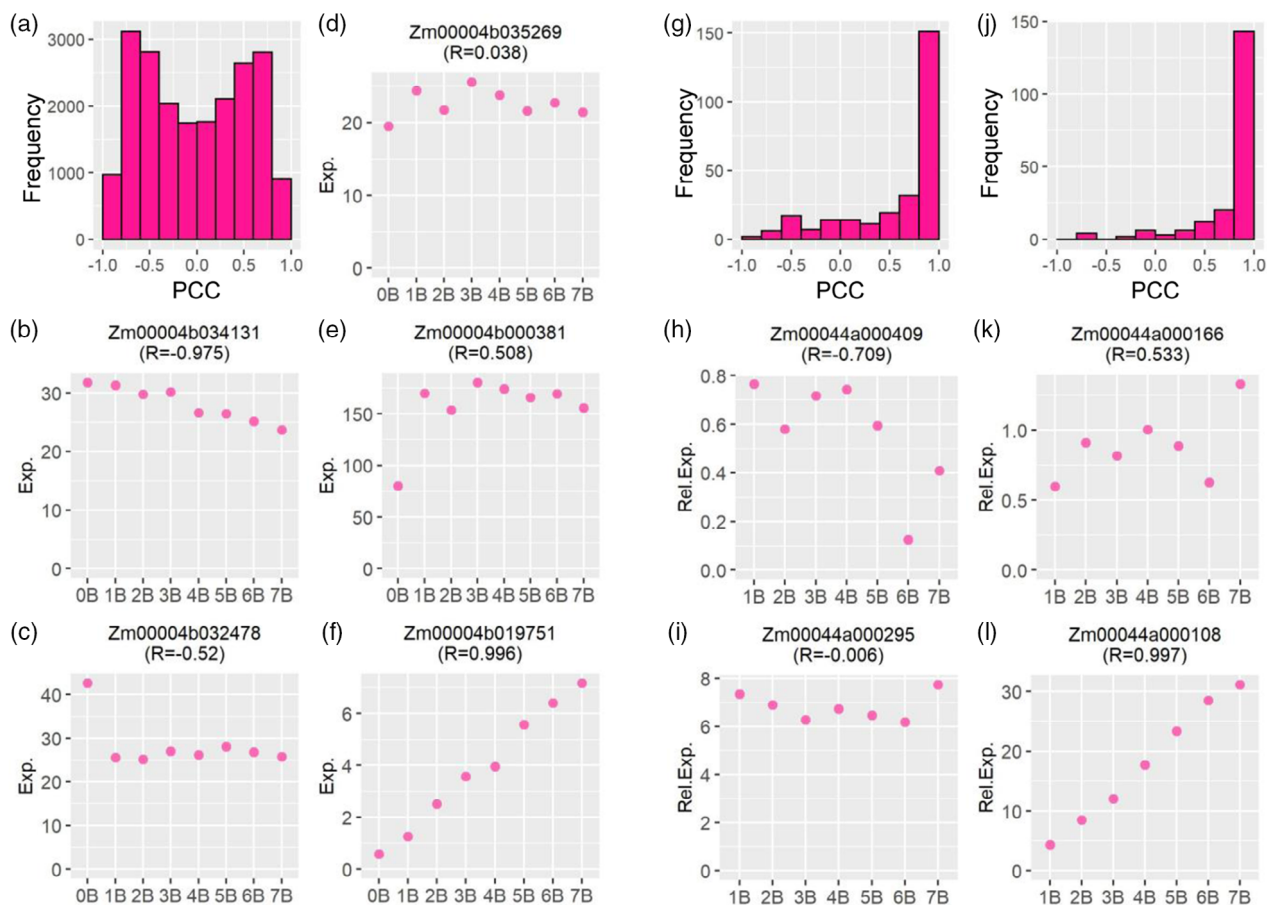 (a)
3000
2000
1000
0
Frequency
-1.0 -0.5 0.0 0.5 1.0
PCC
(b)
Zm00004b034131
(R=-0.975)
30
20
10
0
Exp.
0B 1B 2B 3B 4B 5B 6B 7B
(c)
Zm00004b032478
(R=-0.52)
40
30
20
10
0
Exp.
0B 1B 2B 3B 4B 5B 6B 7B
(d)
Zm00004b035269
(R=0.038)
20
10
0
Exp.
0B 1B 2B 3B 4B 5B 6B 7B
(e)
Zm00004b000381
(R=0.508)
150
100
50
0
Exp.
0B 1B 2B 3B 4B 5B 6B 7B
(f)
Zm00004b019751
(R=0.996)
6
4
2
0
Exp.
0B 1B 2B 3B 4B 5B 6B 7B
(g)
150
100
50
0
Frequency
-1.0 -0.5 0.0 0.5 1.0
PCC
(h)
Zm00044a000409
(R=-0.709)
0.8
0.6
0.4
0.2
0.0
Rel.Exp.
1B 2B 3B 4B 5B 6B 7B
(i)
Zm00044a000295
(R=-0.006)
8
6
4
2
0
Rel.Exp.
1B 2B 3B 4B 5B 6B 7B
(j)
150
100
50
0
Frequency
-1.0 -0.5 0.0 0.5 1.0
PCC
(k)
Zm00044a000166
(R=0.533)
1.0
0.5
0.0
Rel.Exp.
1B 2B 3B 4B 5B 6B 7B
(l)
Zm00044a000108
(R=0.997)
30
20
10
0
Rel.Exp.
1B 2B 3B 4B 5B 6B 7B